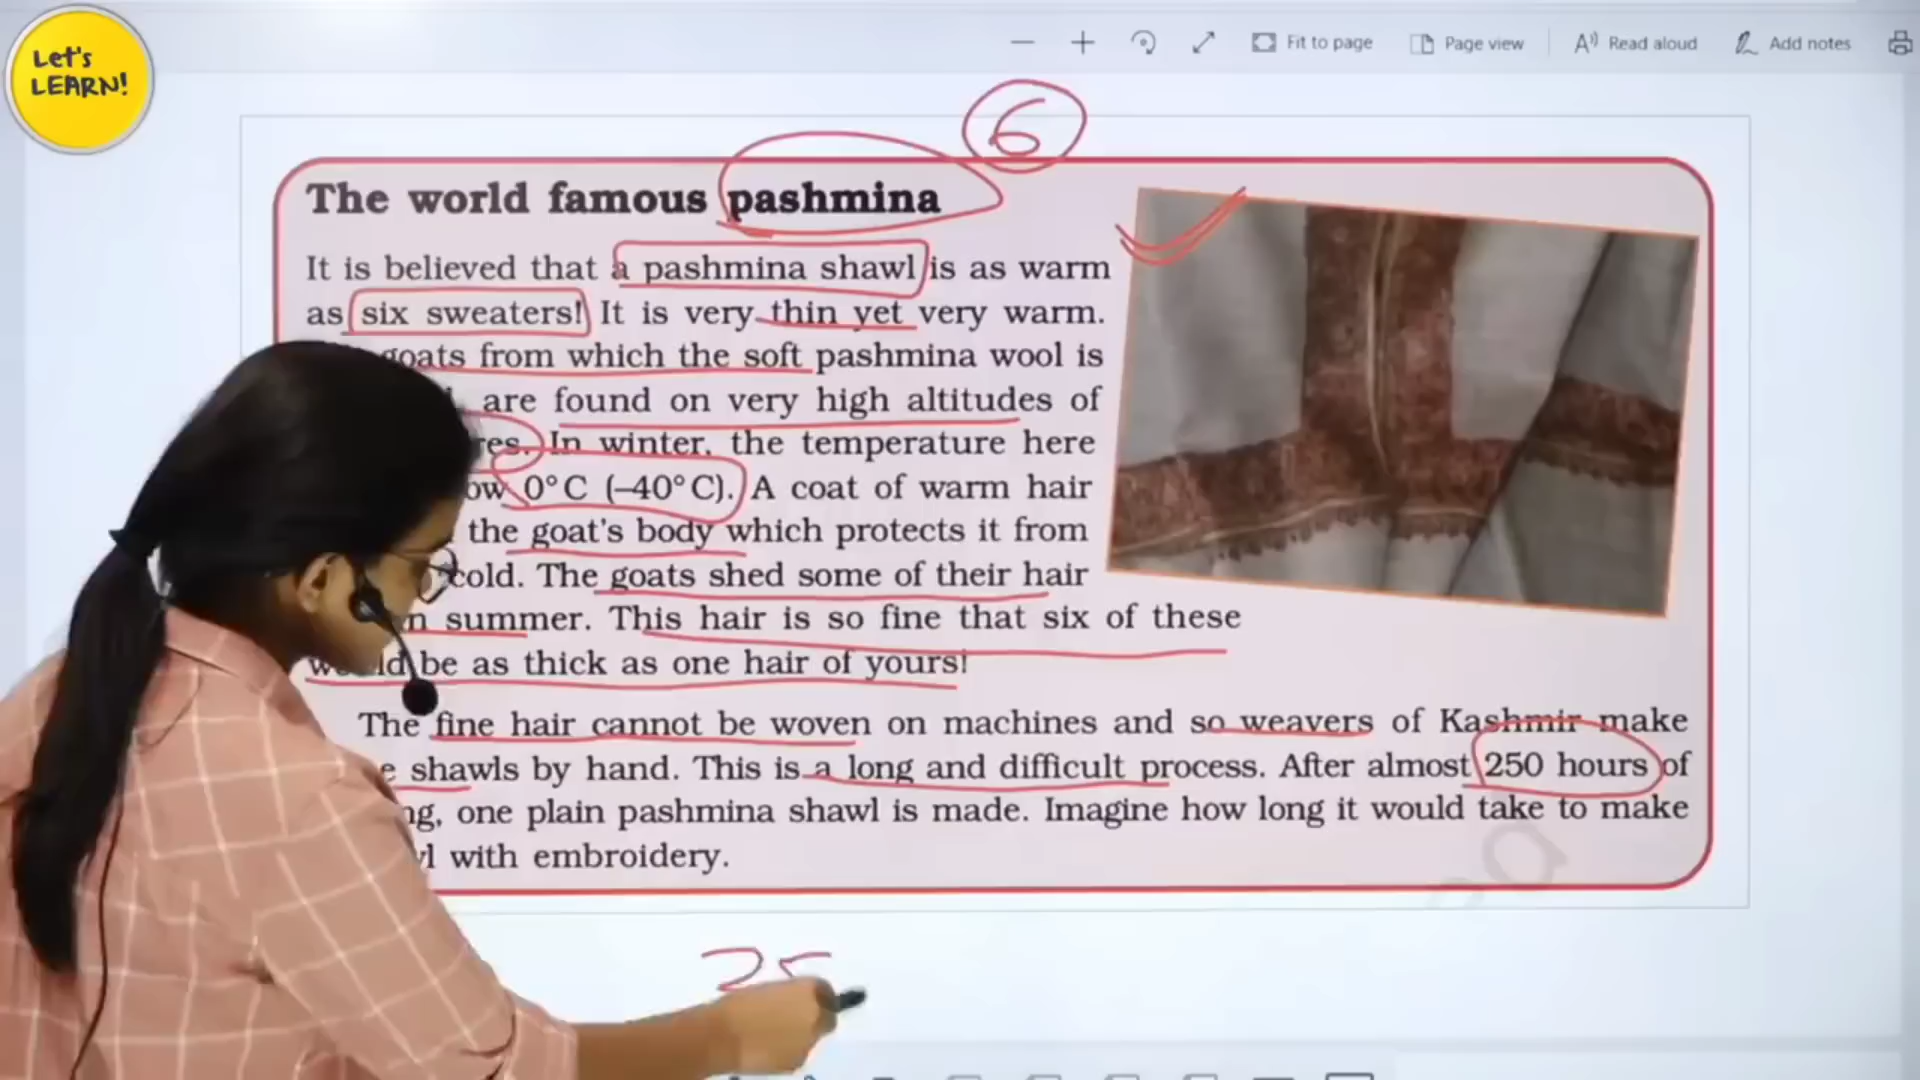 Let's
LEARN!
Fit to page
Page view
Read aloud
Add notes
6
The world famous pashmina
It is believed that a pashmina shawl is as warm
as six sweaters! It is very thin yet very warm.
goats from which the soft pashmina wool is
are found on very high altitudes of
In winter, the temperature here
0°C (–40°C). A coat of warm hair
the goat's body which protects it from
cold. The goats shed some of their hair
summer. This hair is so fine that six of these
be as thick as one hair of yours!
The fine hair cannot be woven on machines and so weavers of Kashmir make
shawls by hand. This is a long and difficult process. After almost 250 hours of
one plain pashmina shawl is made. Imagine how long it would take to make
with embroidery.
25